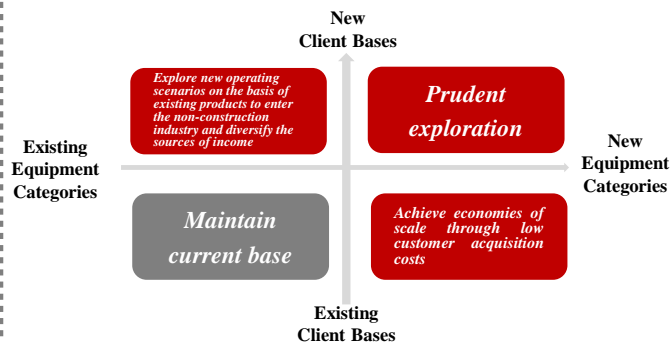 New
Client Bases
Explore new operating
scenarios on the basis of
existing products to enter
the non-construction
industry and diversify the
sources of income
Prudent
exploration
Existing
Equipment
Categories
New
Equipment
Categories
Maintain
current base
Achieve economies of
scale through low
customer acquisition
costs
Existing
Client Bases